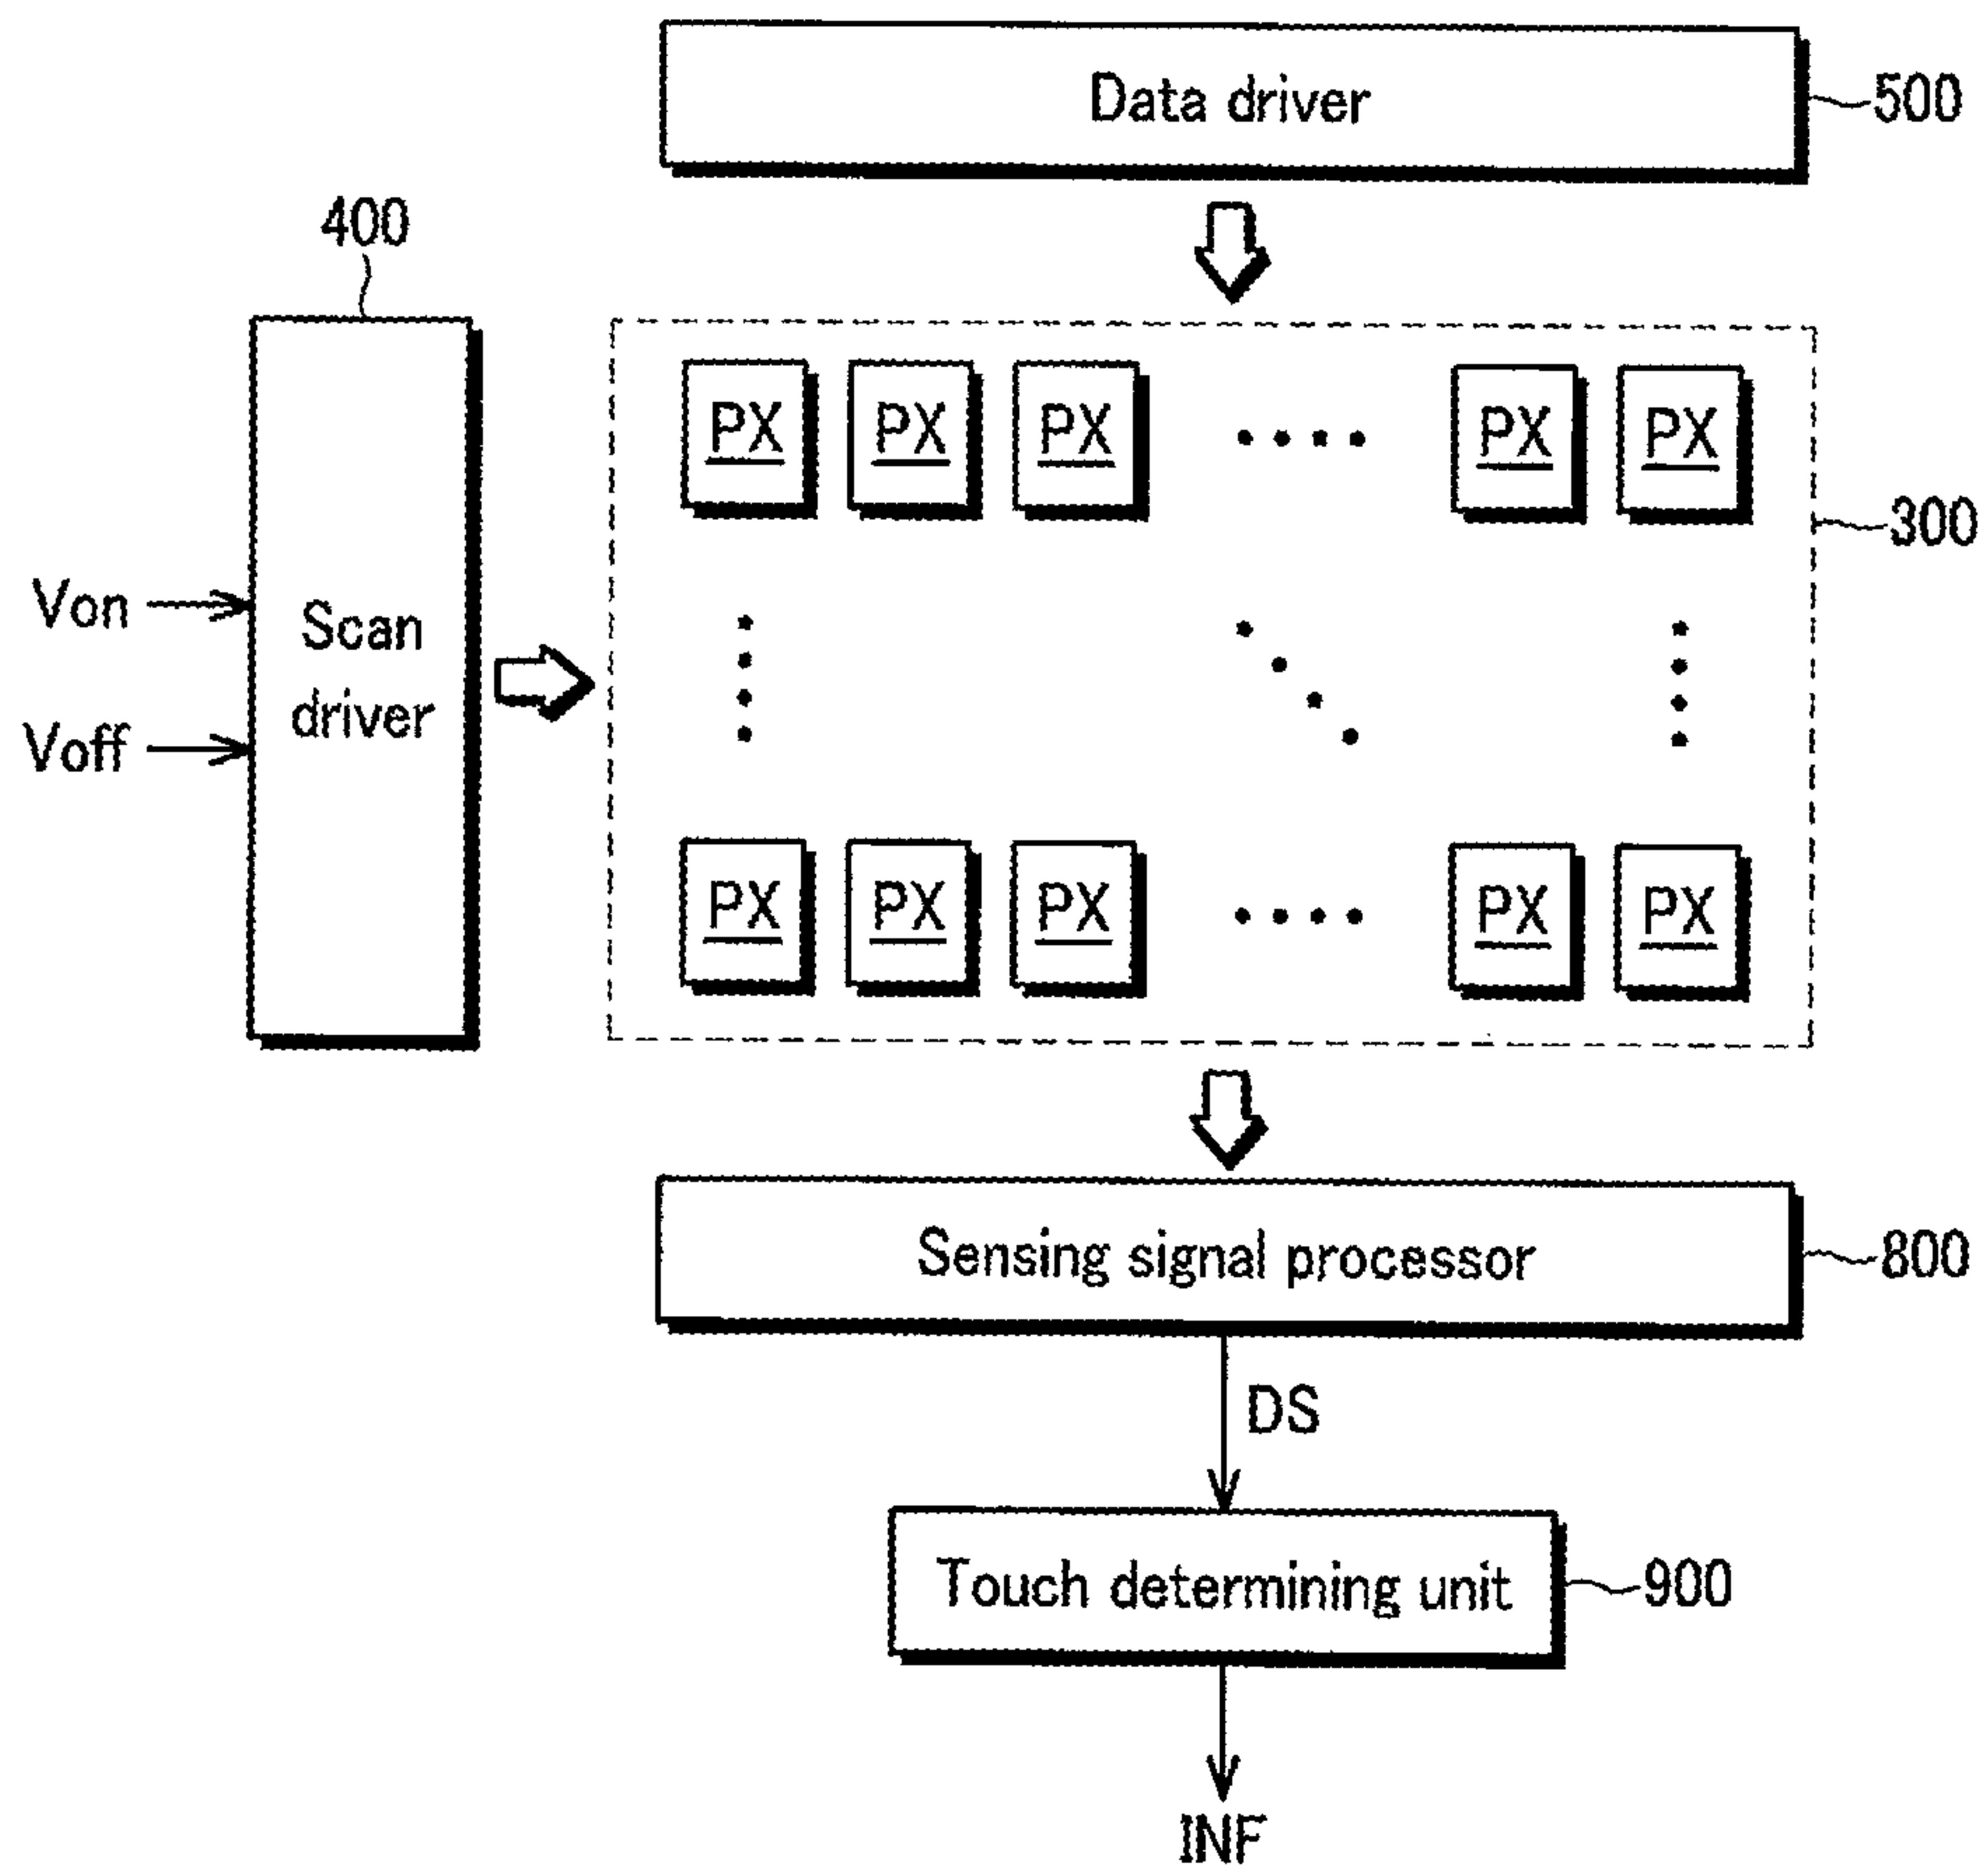 Data driver
500
400
PX PX PX PX PX
300
Von
Scan
driver
Voff
PX PX PX PX PX
Sensing signal processor
800
DS
Touch determining unit
900
INF